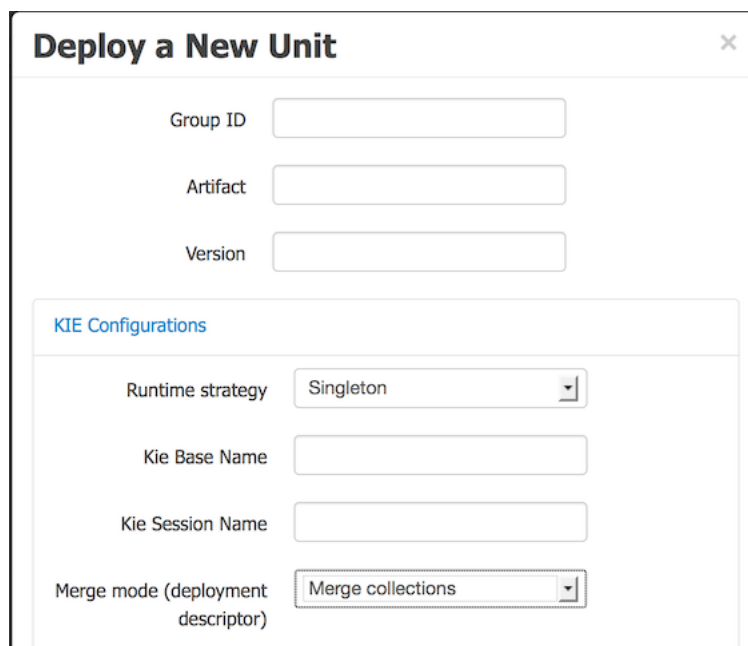 Deploy a New Unit ×
Group ID
Artifact
Version
KIE Configurations
Runtime strategy Singleton
Kie Base Name
Kie Session Name
Merge mode (deployment Merge collections
descriptor)